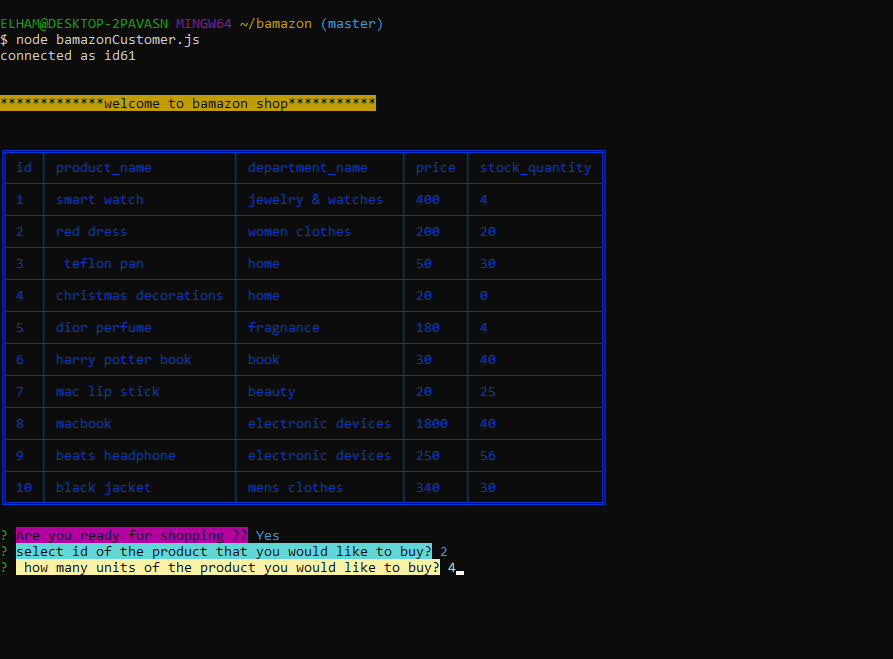 ELHAM@DESKTOP-2PAVASN MINGW64 ~/bamazon (master)
$ node bamazonCustomer.js
connected as id61
*************welcome to bamazon shop***********
id product_name department_name price stock_quantity
1 smart watch jewelry & watches 400 4
2 red dress women clothes 200 20
3 teflon pan home 50 30
4 christmas decorations home 20 0
5 dior perfume fragnance 180 4
6 harry potter book book 30 40
7 mac lip stick beauty 20 25
8 macbook electronic devices 1800 40
9 beats headphone electronic devices 250 56
10 black jacket mens clothes 340 30
? Are you ready for shopping ?? Yes
? select id of the product that you would like to buy? 2
? how many units of the product you would like to buy? 4